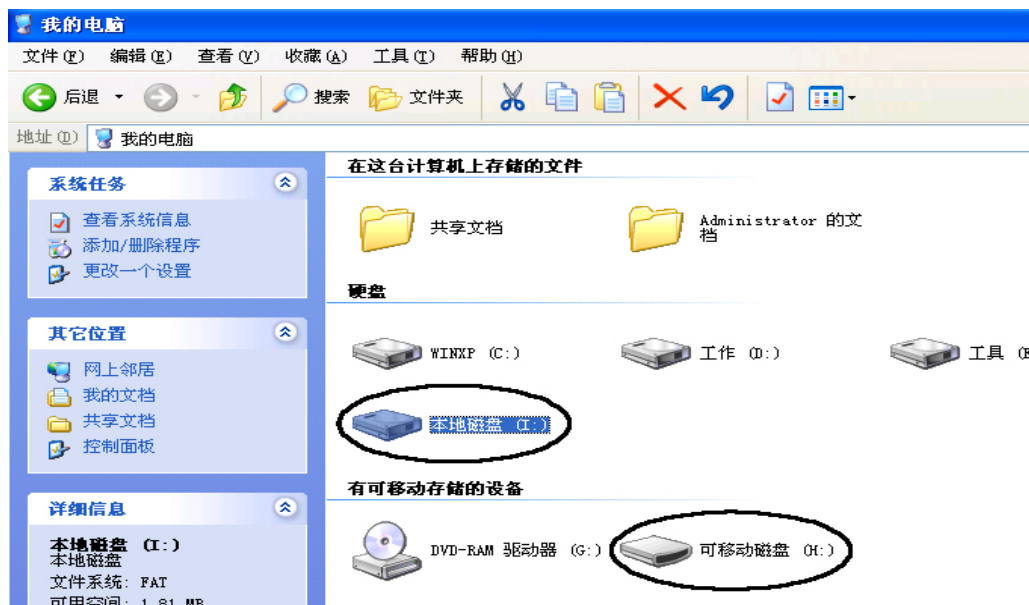 我的电脑
文件(F) 编辑(E) 查看(V) 收藏(A) 工具(T) 帮助(H)
后退 搜索 文件夹
地址(D) 我的电脑
系统任务
查看系统信息
添加/删除程序
更改一个设置
其它位置
网上邻居
我的文档
共享文档
控制面板
详细信息
本地磁盘 (I:)
本地磁盘
文件系统: FAT
可用空间: 1.81 MB
在这台计算机上存储的文件
共享文档
Administrator 的文
档
硬盘
WINXP (C:)
工作 (D:)
工具 (E
本地磁盘 (I:)
有可移动存储的设备
DVD-RAM 驱动器 (G:)
可移动磁盘 (H:)